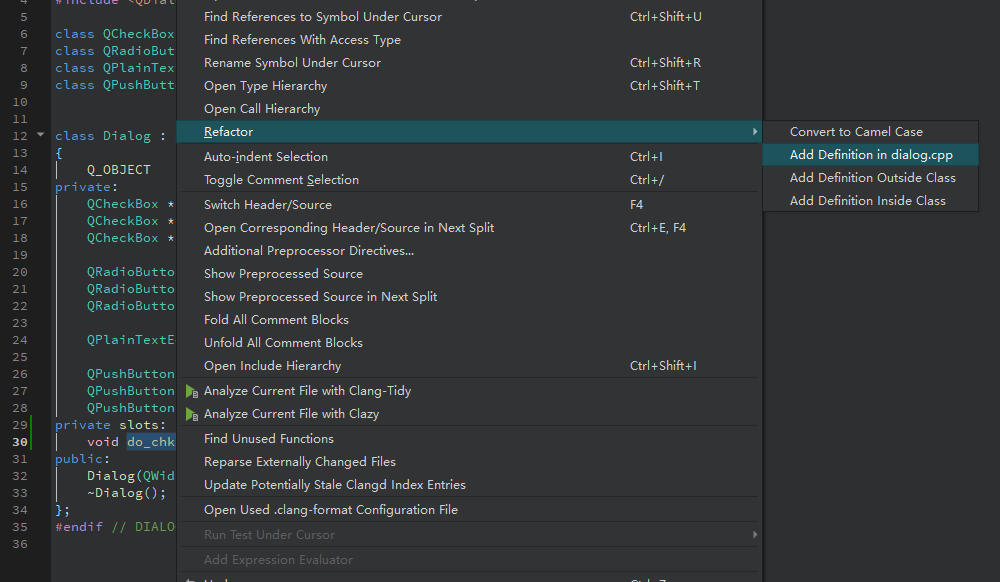 4 #include <QDial
5 Find References to Symbol Under Cursor Ctrl+Shift+U
6 class QCheckBox Find References With Access Type
7 class QRadioBut Rename Symbol Under Cursor Ctrl+Shift+R
8 class QPlainTex
9 class QPushButt Open Type Hierarchy Ctrl+Shift+T
10 Open Call Hierarchy
11
12 class Dialog : Refactor Convert to Camel Case
13 { Auto-indent Selection Ctrl+I Add Definition in dialog.cpp
14 Q_OBJECT Toggle Comment Selection Ctrl+/ Add Definition Outside Class
15 private:
16 QCheckBox * Switch Header/Source F4 Add Definition Inside Class
17 QCheckBox * Open Corresponding Header/Source in Next Split Ctrl+E, F4
18 QCheckBox *
19 Additional Preprocessor Directives...
20 QRadioButto Show Preprocessed Source
21 QRadioButto Show Preprocessed Source in Next Split
22 QRadioButto
23 Fold All Comment Blocks
24 QPlainTextE Unfold All Comment Blocks
25 Open Include Hierarchy Ctrl+Shift+I
26 QPushButton
27 QPushButton Analyze Current File with Clang-Tidy
28 QPushButton Analyze Current File with Clazy
29 private slots: Find Unused Functions
30 void do_chk
31 public: Reparse Externally Changed Files
32 Dialog(QWid
33 ~Dialog(); Update Potentially Stale Clangd Index Entries
34 }; Open Used .clang-format Configuration File
35 #endif // DIALO Run Test Under Cursor
36 Add Expression Evaluator